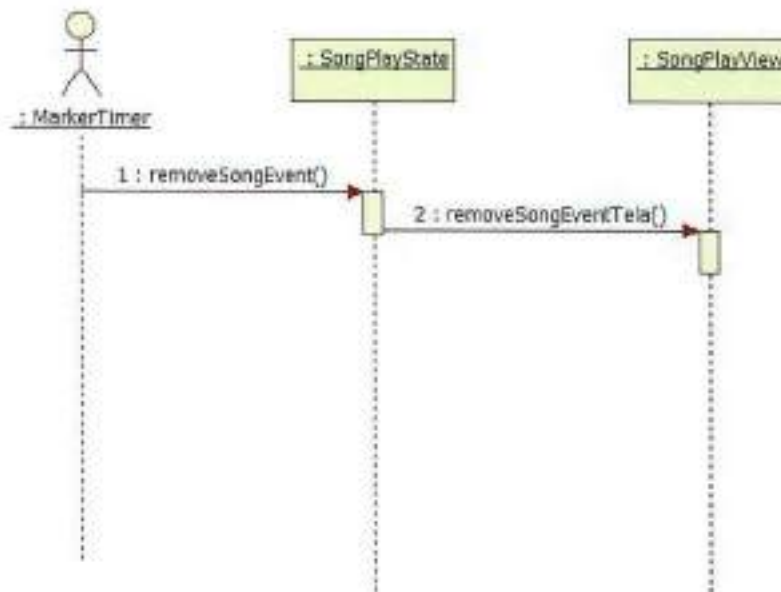 : SongPlayState
: SongPlayView
: MarkerTimer
1 : removeSongEvent()
2 : removeSongEventTela()